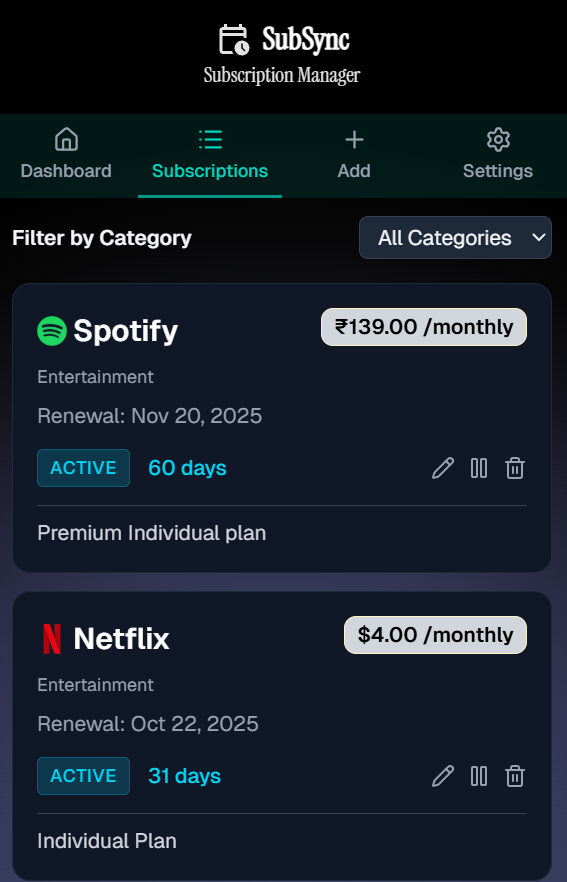 SubSync
Subscription Manager
Dashboard
Subscriptions
Add
Settings
Filter by Category
All Categories
Spotify
₹139.00 /monthly
Entertainment
Renewal: Nov 20, 2025
ACTIVE
60 days
Premium Individual plan
Netflix
$4.00 /monthly
Entertainment
Renewal: Oct 22, 2025
ACTIVE
31 days
Individual Plan